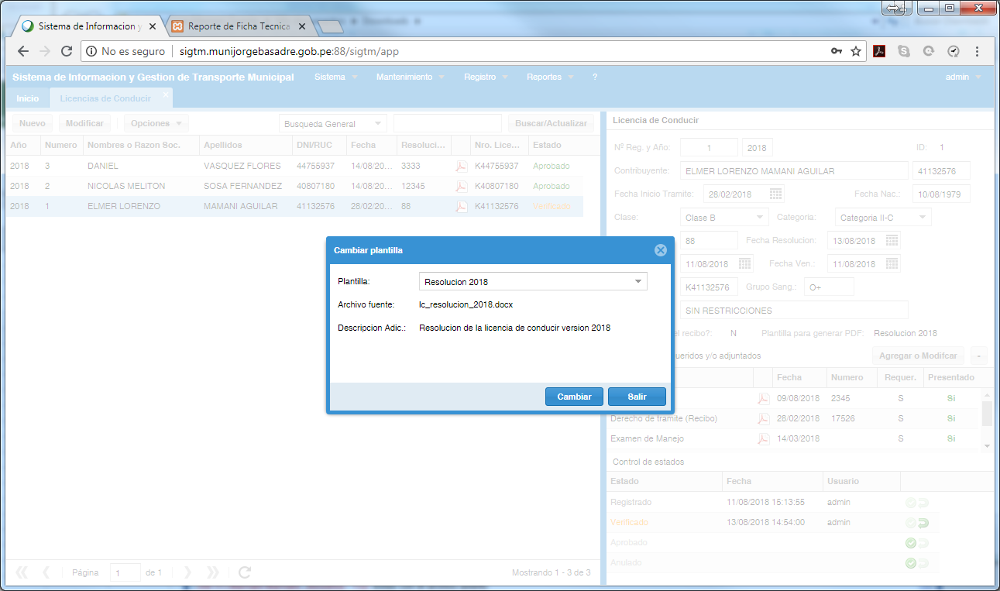 Sistema de Informacion y
Reporte de Ficha Tecnica
No es seguro | sigtm.munijorgebasadre.gob.pe:88/sigtm/app
Sistema de Informacion y Gestion de Transporte Municipal Sistema Mantenimiento Registro Reportes ? admin
Inicio Licencias de Conducir
Nuevo Modificar Opciones Busqueda General Buscar/Actualizar
Año Numero Nombres o Razon Soc. Apellidos DNI/RUC Fecha Resoluci... Nro. Lice... Estado
2018 3 DANIEL VASQUEZ FLORES 44755937 14/08/20... 3333 K44755937 Aprobado
2018 2 NICOLAS MELITON SOSA FERNANDEZ 40807180 14/08/20... 12345 K40807180 Aprobado
2018 1 ELMER LORENZO MAMANI AGUILAR 41132576 28/02/20... 88 K41132576 Verificado
Licencia de Conducir
Nº Reg. y Año: 1 2018 ID: 1
Contribuyente: ELMER LORENZO MAMANI AGUILAR 41132576
Fecha Inicio Tramite: 28/02/2018 Fecha Nac.: 10/08/1979
Clase: Clase B Categoria: Categoria II-C
88 Fecha Resolucion: 13/08/2018
11/08/2018 Fecha Ven.: 11/08/2018
K41132576 Grupo Sang.: O+
SIN RESTRICCIONES
el recibo?: N Plantilla para generar PDF: Resolucion 2018
ueridos y/o adjuntados Agregar o Modifcar -
Fecha Numero Requer. Presentado
09/08/2018 2345 S Si
Derecho de tramite (Recibo) 28/02/2018 17526 S Si
Examen de Manejo 14/03/2018 S Si
Control de estados
Estado Fecha Usuario
Registrado 11/08/2018 15:13:55 admin
Verificado 13/08/2018 14:54:00 admin
Aprobado
Anulado
Cambiar plantilla
Plantilla: Resolucion 2018
Archivo fuente: lc_resolucion_2018.docx
Descripcion Adic.: Resolucion de la licencia de conducir version 2018
Cambiar Salir
Página 1 de 1 Mostrando 1 - 3 de 3